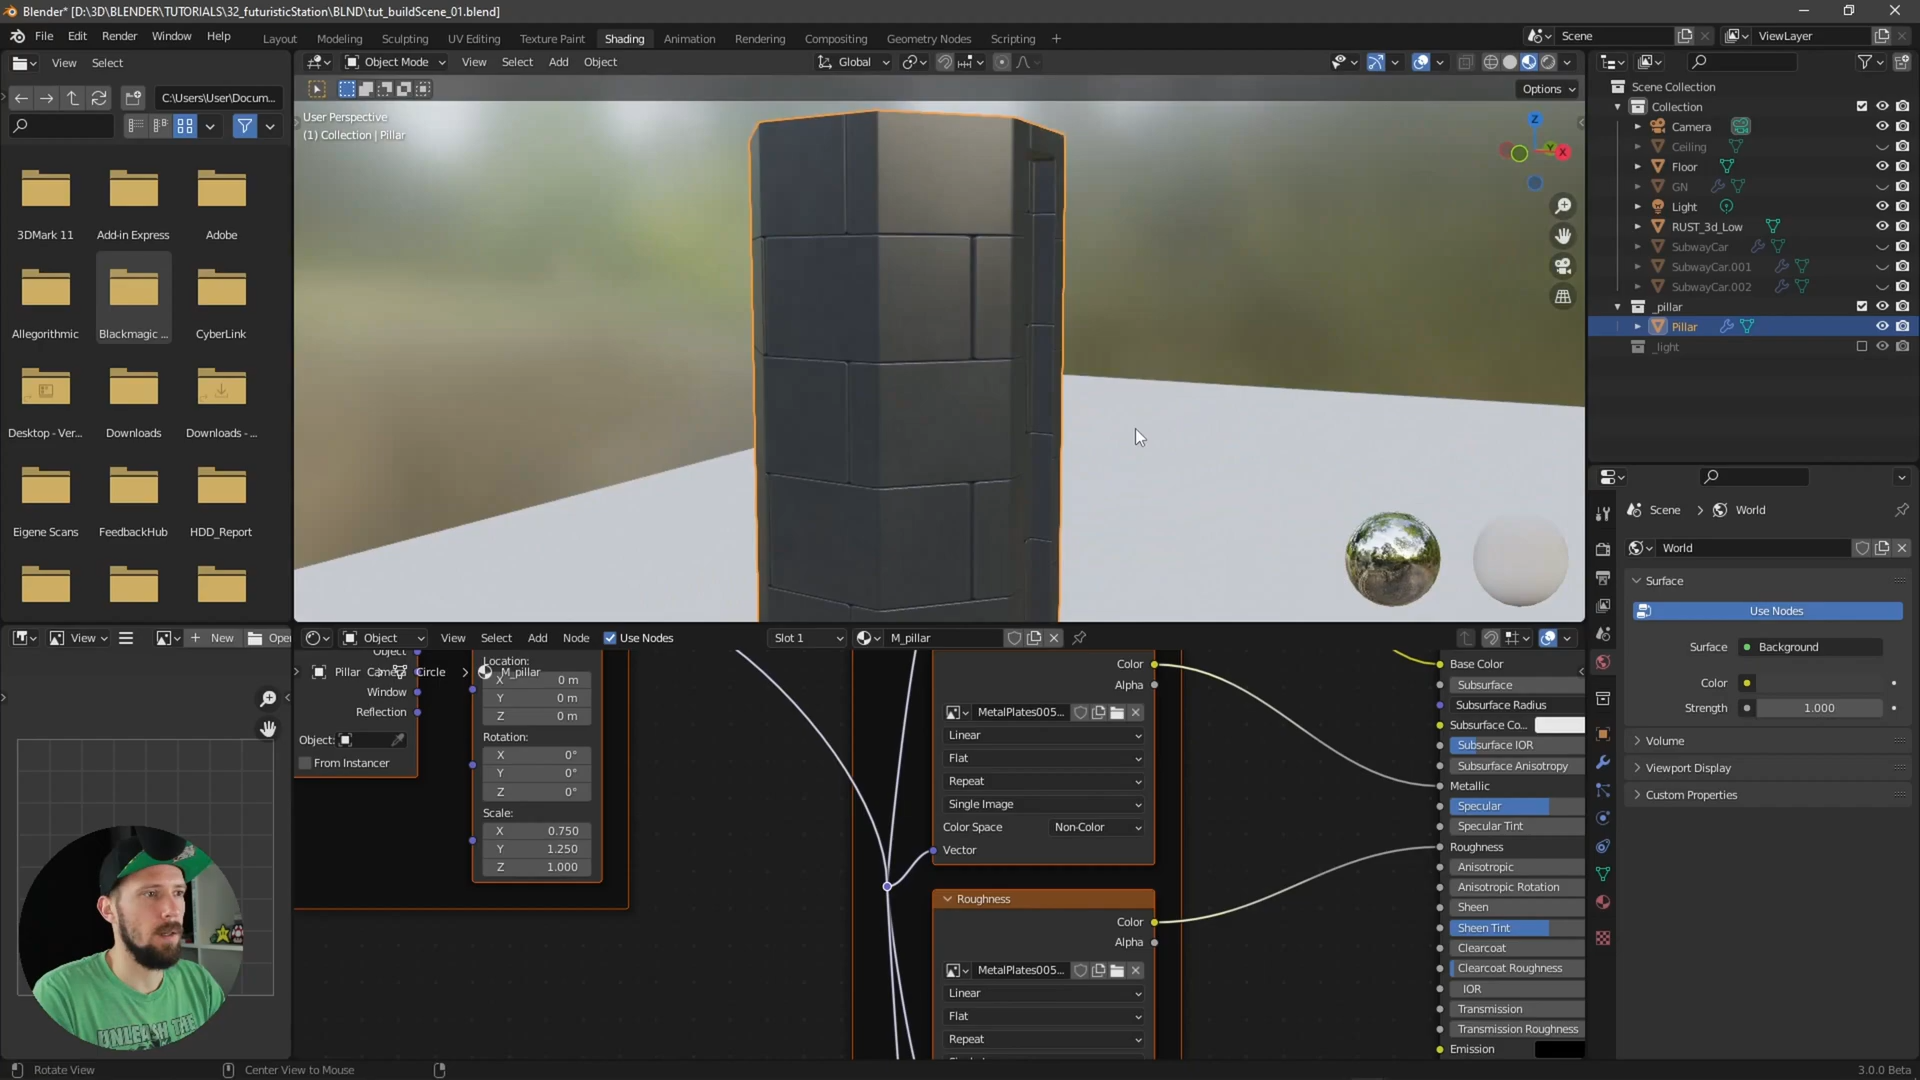 Blender* [D:\3D\BLENDER\TUTORIALS\32_futuristicStation\BLND\tut_buildScene_01.blend]
File Edit Render Window Help Layout Modeling Sculpting UV Editing Texture Paint Shading Animation Rendering Compositing Geometry Nodes Scripting + Scene ViewLayer
View Select Object Mode View Select Add Object Global
C:\Users\User\Docum... Options
User Perspective
(1) Collection | Pillar
Z
Y
X
3DMark 11 Add-in Express Adobe
Allegorithmic Blackmagic ... CyberLink
Desktop - Ver... Downloads Downloads - ...
Eigene Scans FeedbackHub HDD_Report
Scene Collection
Collection
Camera
Ceiling
Floor
GN
Light
RUST_3d_Low
SubwayCar
SubwayCar.001
SubwayCar.002
_pillar
Pillar
_light
Scene > World
World
Surface
Use Nodes
Surface Background
Color
Strength 1.000
Volume
Viewport Display
Custom Properties
View + New Open
Object View Select Add Node Use Nodes Slot 1 M_pillar
Pillar Circle > M_pillar
Object
Camera
Window
Reflection
Object:
From Instancer
Location:
X 0 m
Y 0 m
Z 0 m
Rotation:
X 0°
Y 0°
Z 0°
Scale:
X 0.750
Y 1.250
Z 1.000
Color
Alpha
MetalPlates005...
Linear
Flat
Repeat
Single Image
Color Space Non-Color
Vector
Roughness
Color
Alpha
MetalPlates005...
Linear
Flat
Repeat
Base Color
Subsurface
Subsurface Radius
Subsurface Co...
Subsurface IOR
Subsurface Anisotropy
Metallic
Specular
Specular Tint
Roughness
Anisotropic
Anisotropic Rotation
Sheen
Sheen Tint
Clearcoat
Clearcoat Roughness
IOR
Transmission
Transmission Roughness
Emission
UNLEASH THE
Rotate View Center View to Mouse 3.0.0 Beta